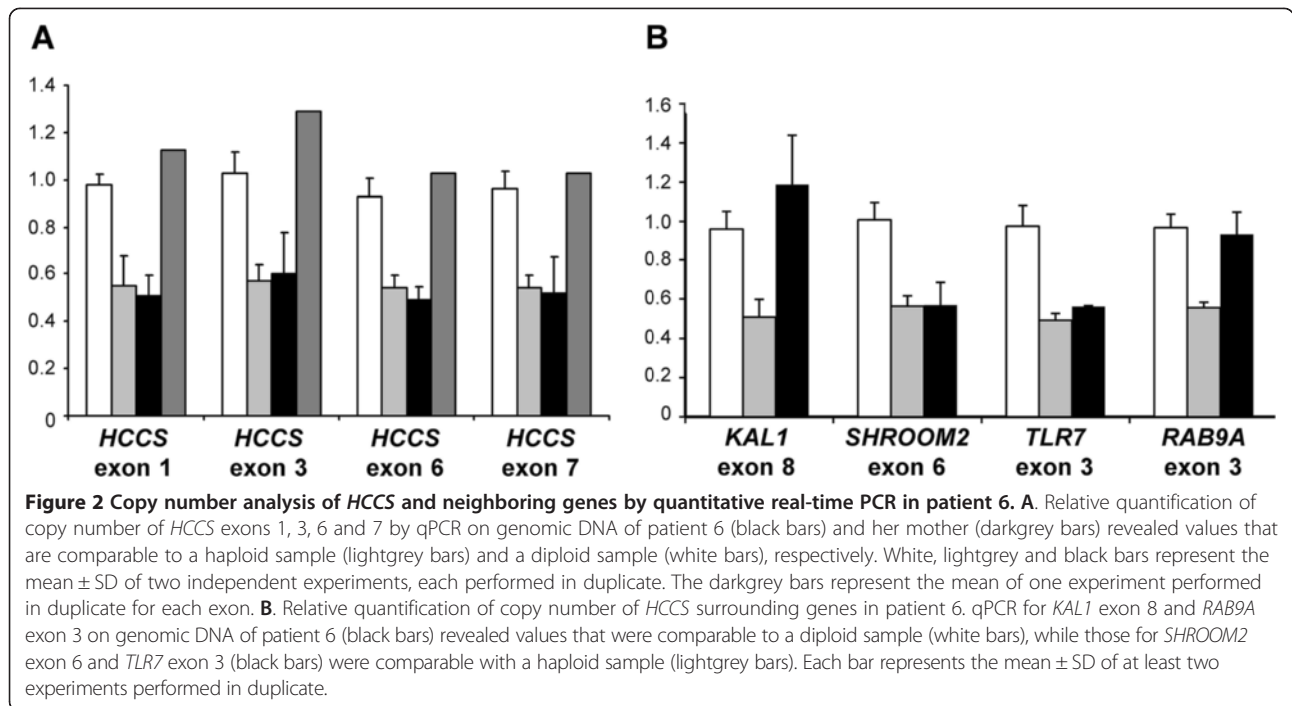 A
B
1.4
1.2
1.0
0.8
0.6
0.4
0.2
0
HCCS HCCS HCCS HCCS
exon 1 exon 3 exon 6 exon 7
1.6
1.4
1.2
1.0
0.8
0.6
0.4
0.2
0
KAL1 SHROOM2 TLR7 RAB9A
exon 8 exon 6 exon 3 exon 3
Figure 2 Copy number analysis of HCCS and neighboring genes by quantitative real-time PCR in patient 6. A. Relative quantification of
copy number of HCCS exons 1, 3, 6 and 7 by qPCR on genomic DNA of patient 6 (black bars) and her mother (darkgrey bars) revealed values that
are comparable to a haploid sample (lightgrey bars) and a diploid sample (white bars), respectively. White, lightgrey and black bars represent the
mean ± SD of two independent experiments, each performed in duplicate. The darkgrey bars represent the mean of one experiment performed
in duplicate for each exon. B. Relative quantification of copy number of HCCS surrounding genes in patient 6. qPCR for KAL1 exon 8 and RAB9A
exon 3 on genomic DNA of patient 6 (black bars) revealed values that were comparable to a diploid sample (white bars), while those for SHROOM2
exon 6 and TLR7 exon 3 (black bars) were comparable with a haploid sample (lightgrey bars). Each bar represents the mean ± SD of at least two
experiments performed in duplicate.